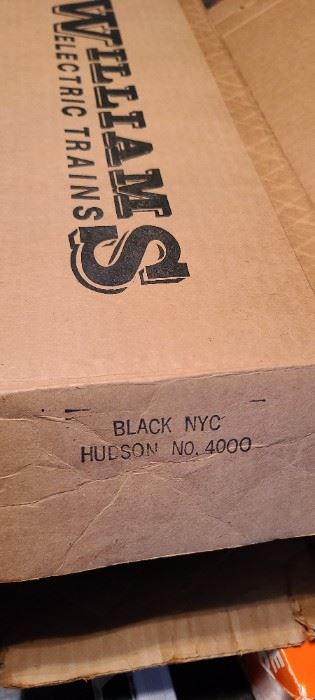 WILLIAMS
ELECTRIC TRAINS
BLACK NYC
HUDSON NO. 4000